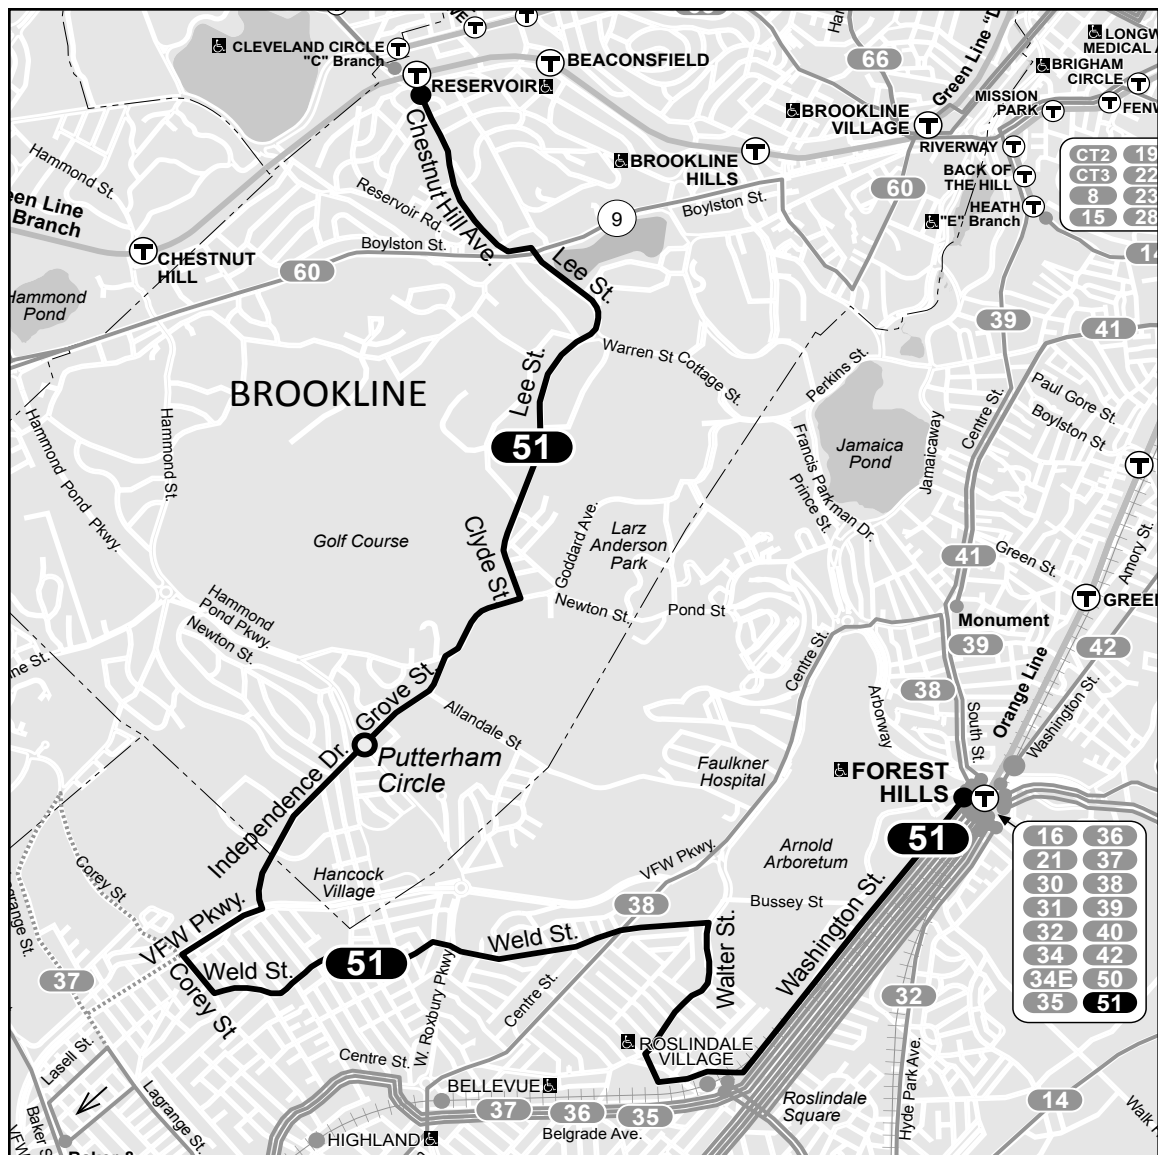 CLEVELAND CIRCLE
"C" Branch
RESERVOIR
BEACONSFIELD
66
Green Line "D
LONGW
MEDICAL A
BRIGHAM
CIRCLE
MISSION
PARK
FENW
BROOKLINE
VILLAGE
RIVERWAY
BACK OF
THE HILL
HEATH
"E" Branch
CT2 19
CT3 22
8 23
15 28
14
BROOKLINE
HILLS
60
Hammond St.
een Line
Branch
CHESTNUT
HILL
Hammond
Pond
Reservoir Rd.
Chestnut Hill Ave.
Boylston St.
9
Boylston St.
60
Lee St.
39
41
Warren St
Cottage St.
Perkins St.
Lee St.
BROOKLINE
51
Paul Gore St.
Boylston St
Centre St.
Jamaicaway
Jamaica
Pond
Hammond Pond Pkwy.
Hammond St.
Francis Parkman Dr.
Prince St.
Golf Course
Clyde St
Goddard Ave.
Larz
Anderson
Park
41
Green St.
Amory St.
Newton St.
Pond St
GREE
Hammond
Pond Pkwy.
Newton St.
Monument
39
42
Centre St.
ne St.
Grove St.
38
Arborway
South St.
Orange Line
Washington St.
Allandale St
Putterham
Circle
Independence Dr.
Faulkner
Hospital
FOREST
HILLS
51
16 36
21 37
30 38
31 39
32 40
34 42
34E 50
35 51
Arnold
Arboretum
VFW Pkwy.
Corey St
Hancock
Village
Bussey St
38
Lagrange St.
VFW Pkwy.
Weld St.
51
Weld St.
Walter St.
Washington St.
Corey St
37
W. Roxbury Pkwy
Centre St.
32
ROSLINDALE
VILLAGE
Centre St.
Lasell St.
BELLEVUE
37
36
35
Roslindale
Square
Hyde Park Ave.
14
Lagrange St.
Baker S
VFW
HIGHLAND
Belgrade Ave.
Walk H
Baker &